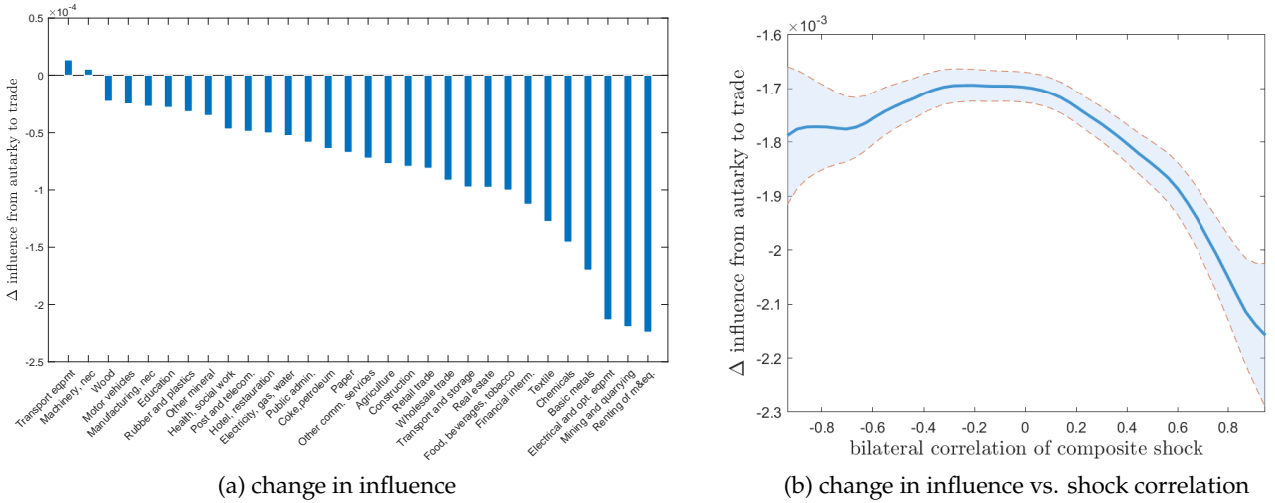 ×10⁻⁴
0.5
0
-0.5
-1
-1.5
-2
-2.5
Δ influence from autarky to trade
Transport eqpmt
Machinery, nec
Wood
Motor vehicles
Manufacturing, nec
Education
Rubber and plastics
Other mineral
Health, social work
Post and telecom.
Hotel, restauration
Electricity, gas, water
Public admin.
Coke,petroleum
Paper
Other comm. services
Agriculture
Construction
Retail trade
Wholesale trade
Transport and storage
Real estate
Food, beverages, tobacco
Financial interm.
Textile
Chemicals
Basic metals
Electrical and opt. eqpmt
Mining and quarrying
Renting of m&eq.
(a) change in influence
×10⁻³
-1.6
-1.7
-1.8
-1.9
-2
-2.1
-2.2
-2.3
Δ influence from autarky to trade
-0.8 -0.6 -0.4 -0.2 0 0.2 0.4 0.6 0.8
bilateral correlation of composite shock
(b) change in influence vs. shock correlation